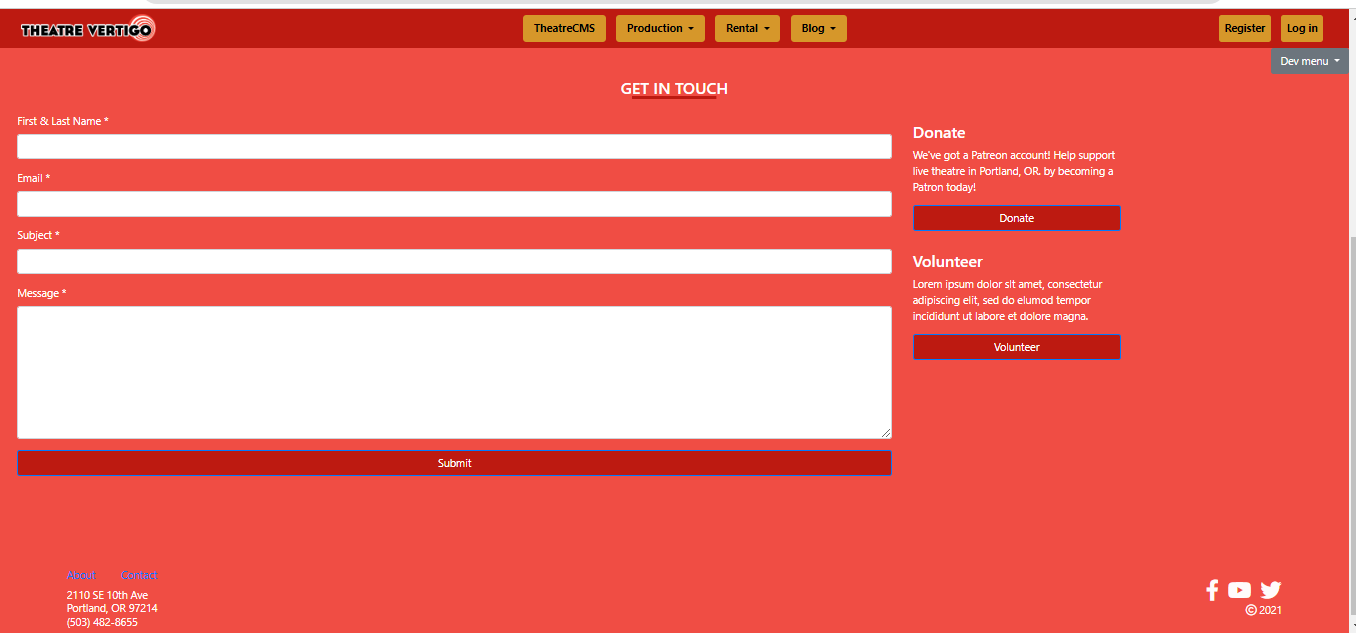 THEATRE VERTIGO
TheatreCMS Production Rental Blog Register Log in
Dev menu
GET IN TOUCH
First & Last Name *
Email *
Subject *
Message *
Submit
Donate
We've got a Patreon account! Help support
live theatre in Portland, OR. by becoming a
Patron today!
Donate
Volunteer
Lorem ipsum dolor sit amet, consectetur
adipiscing elit, sed do elumod tempor
incididunt ut labore et dolore magna.
Volunteer
About Contact
2110 SE 10th Ave
Portland, OR 97214
(503) 482-8655
© 2021